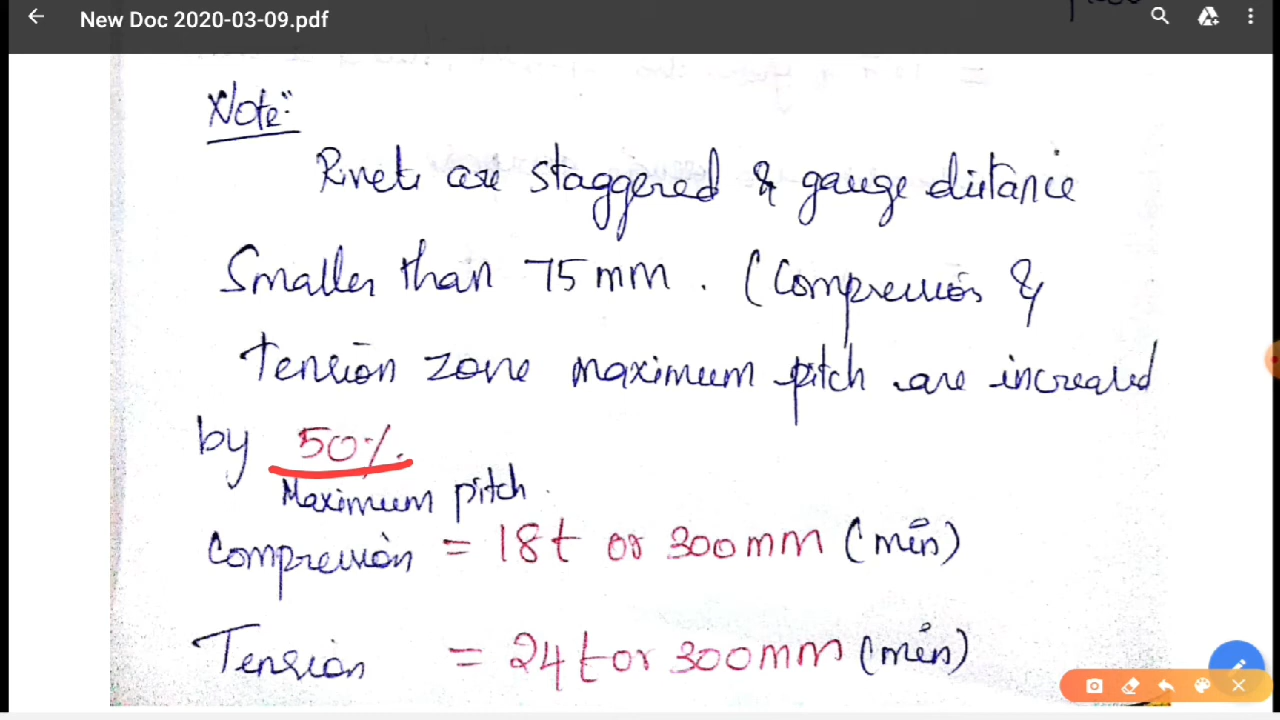 New Doc 2020-03-09.pdf
Note:-
Rivets are staggered & gauge distance
Smaller than 75 mm. (Compression &
tension zone maximum pitch are increased
by 50%.
Maximum pitch.
Compression = 18t or 300mm (min)
Tension = 24t or 300mm (min)